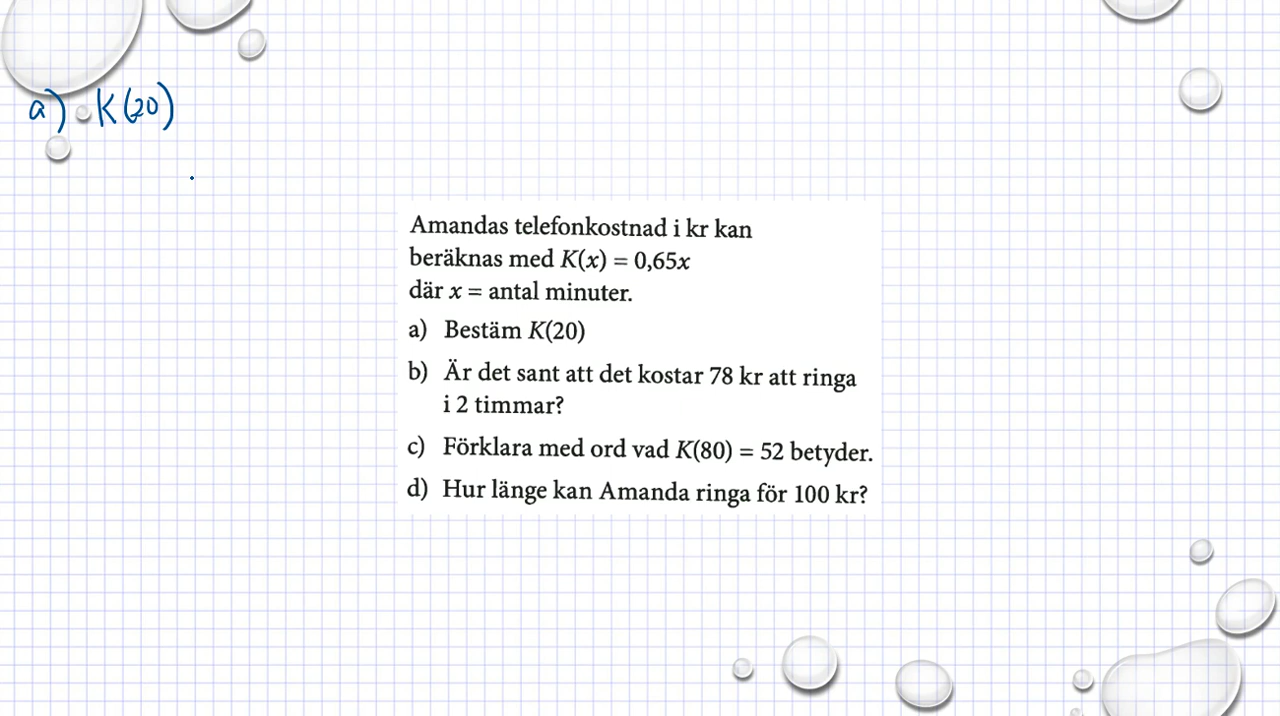 a) K(20)
Amandas telefonkostnad i kr kan
beräknas med K(x) = 0,65x
där x = antal minuter.
a) Bestäm K(20)
b) Är det sant att det kostar 78 kr att ringa
i 2 timmar?
c) Förklara med ord vad K(80) = 52 betyder.
d) Hur länge kan Amanda ringa för 100 kr?